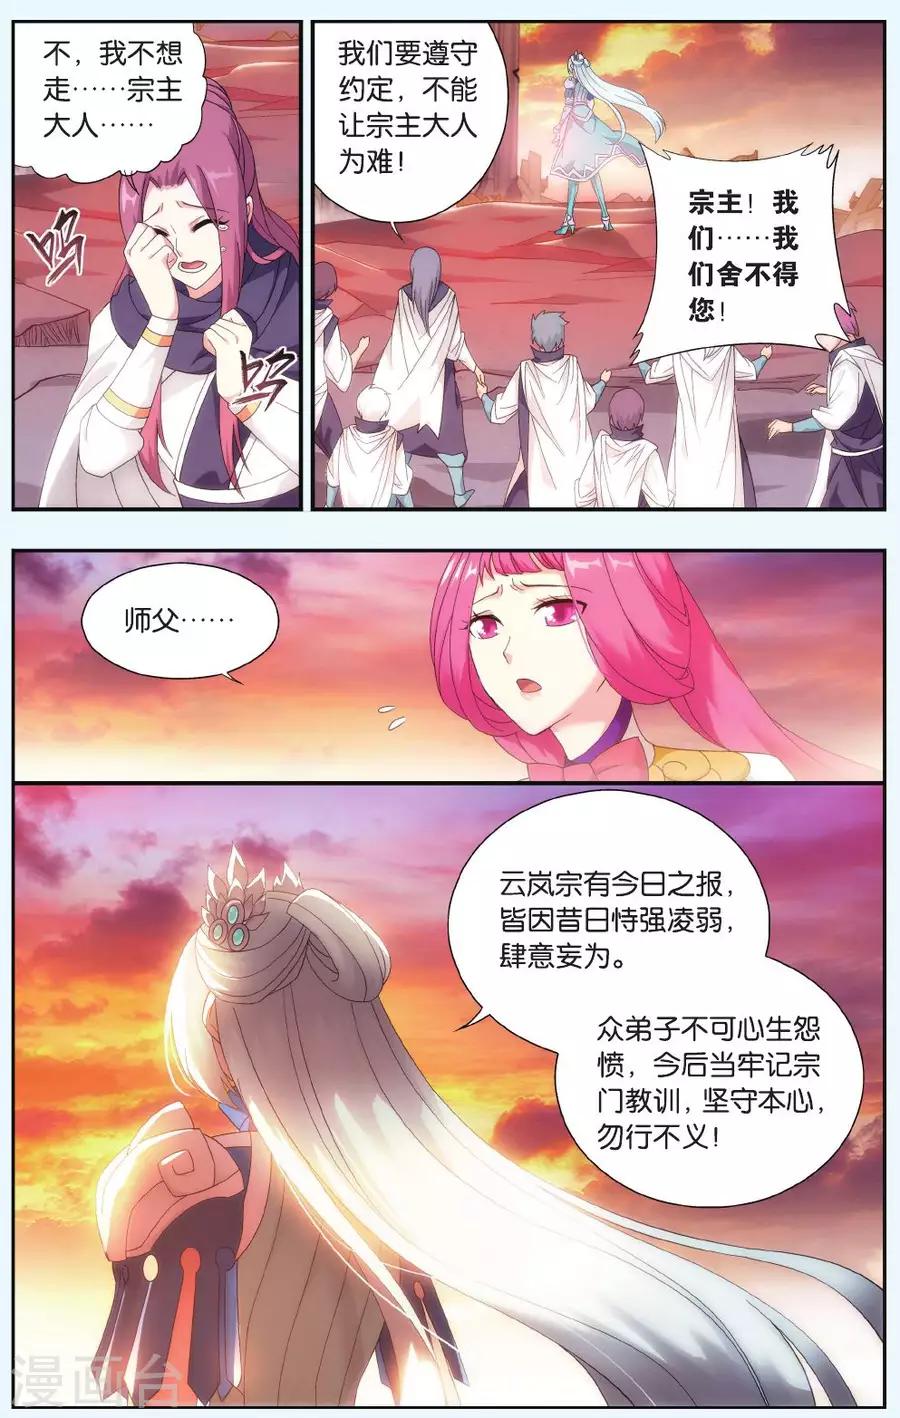 不，我不想
走……宗主
大人……
呜
呜
我们要遵守
约定，不能
让宗主大人
为难！
宗主！我
们……我
们舍不得
您！
师父……
云岚宗有今日之报，
皆因昔日恃强凌弱，
肆意妄为。
众弟子不可心生怨
愤，今后当牢记宗
门教训，坚守本心，
勿行不义！
漫画台